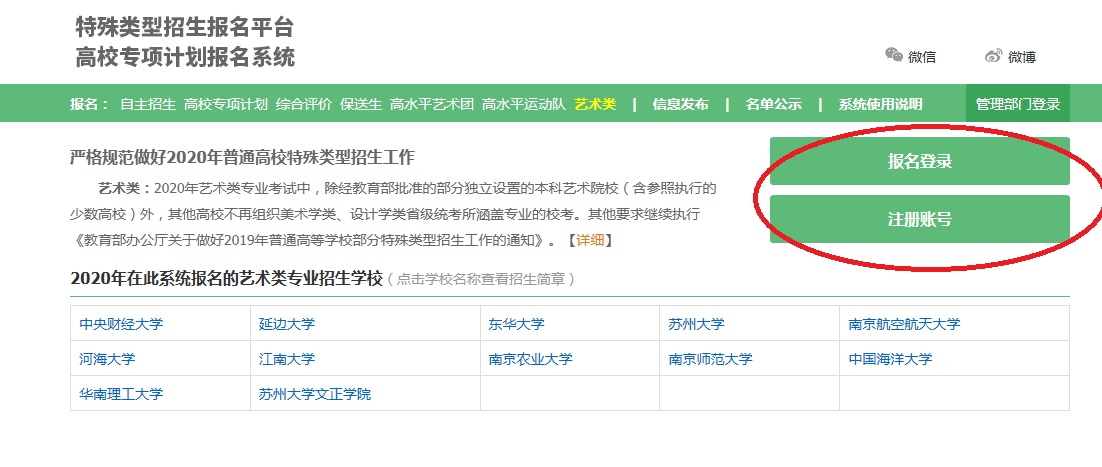 特殊类型招生报名平台
高校专项计划报名系统
微信 微博
报名： 自主招生 高校专项计划 综合评价 保送生 高水平艺术团 高水平运动队 艺术类 | 信息发布 | 名单公示 | 系统使用说明 管理部门登录
严格规范做好2020年普通高校特殊类型招生工作
报名登录
艺术类：2020年艺术类专业考试中，除经教育部批准的部分独立设置的本科艺术院校（含参照执行的
少数高校）外，其他高校不再组织美术学类、设计学类省级统考所涵盖专业的校考。其他要求继续执行
《教育部办公厅关于做好2019年普通高等学校部分特殊类型招生工作的通知》。【详细】
注册账号
2020年在此系统报名的艺术类专业招生学校（点击学校名称查看招生简章）
中央财经大学 延边大学 东华大学 苏州大学 南京航空航天大学
河海大学 江南大学 南京农业大学 南京师范大学 中国海洋大学
华南理工大学 苏州大学文正学院